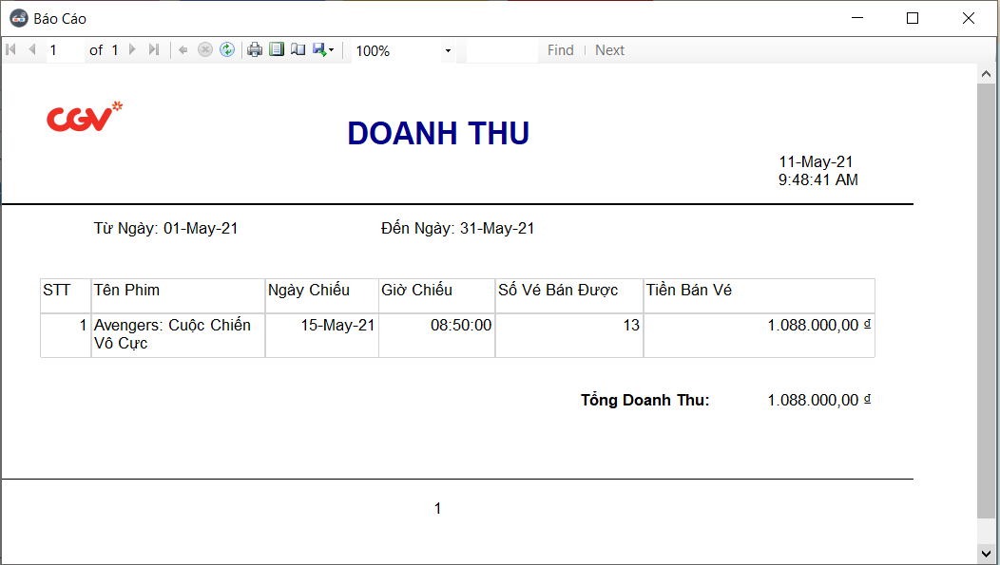 Báo Cáo
1 of 1 100% Find Next
CGV
DOANH THU
11-May-21
9:48:41 AM
Từ Ngày: 01-May-21 Đến Ngày: 31-May-21
STT Tên Phim Ngày Chiếu Giờ Chiếu Số Vé Bán Được Tiền Bán Vé
1 Avengers: Cuộc Chiến 15-May-21 08:50:00 13 1.088.000,00 ₫
Vô Cực
Tổng Doanh Thu: 1.088.000,00 ₫
1